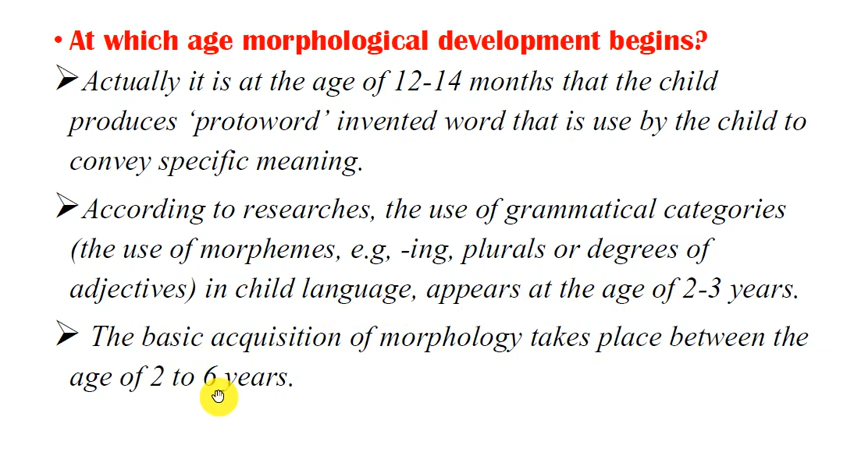 • At which age morphological development begins?
➢ Actually it is at the age of 12-14 months that the child
produces ‘protoword’ invented word that is use by the child to
convey specific meaning.
➢ According to researches, the use of grammatical categories
(the use of morphemes, e.g, -ing, plurals or degrees of
adjectives) in child language, appears at the age of 2-3 years.
➢ The basic acquisition of morphology takes place between the
age of 2 to 6 years.